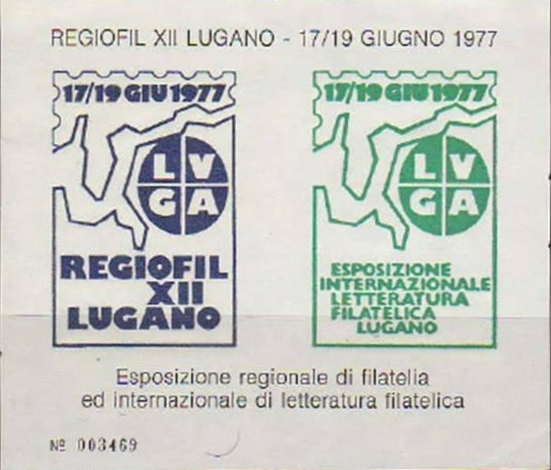 REGIOFIL XII LUGANO - 17/19 GIUGNO 1977
17/19 GIU 1977
LV
GA
REGIOFIL
XII
LUGANO
17/19 GIU 1977
LV
GA
ESPOSIZIONE
INTERNAZIONALE
LETTERATURA
FILATELICA
LUGANO
Esposizione regionale di filatelia
ed internazionale di letteratura filatelica
Nº 003469